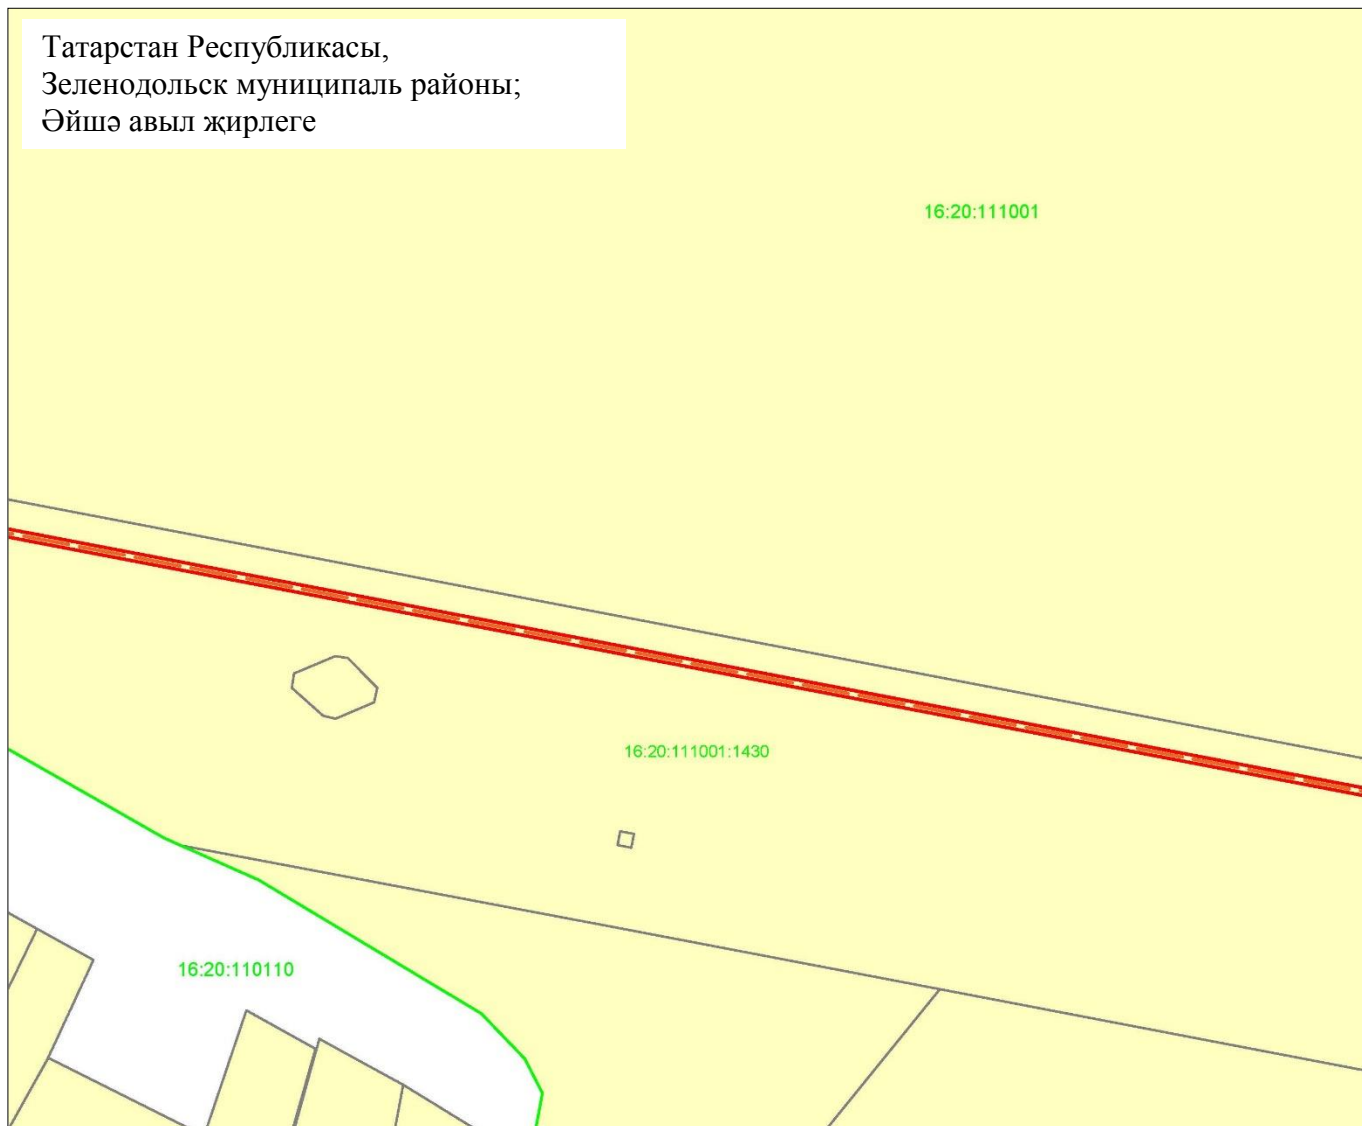 Татарстан Республикасы,
Зеленодольск муниципаль районы;
Әйшә авыл җирлеге
16:20:111001
16:20:111001:1430
16:20:110110